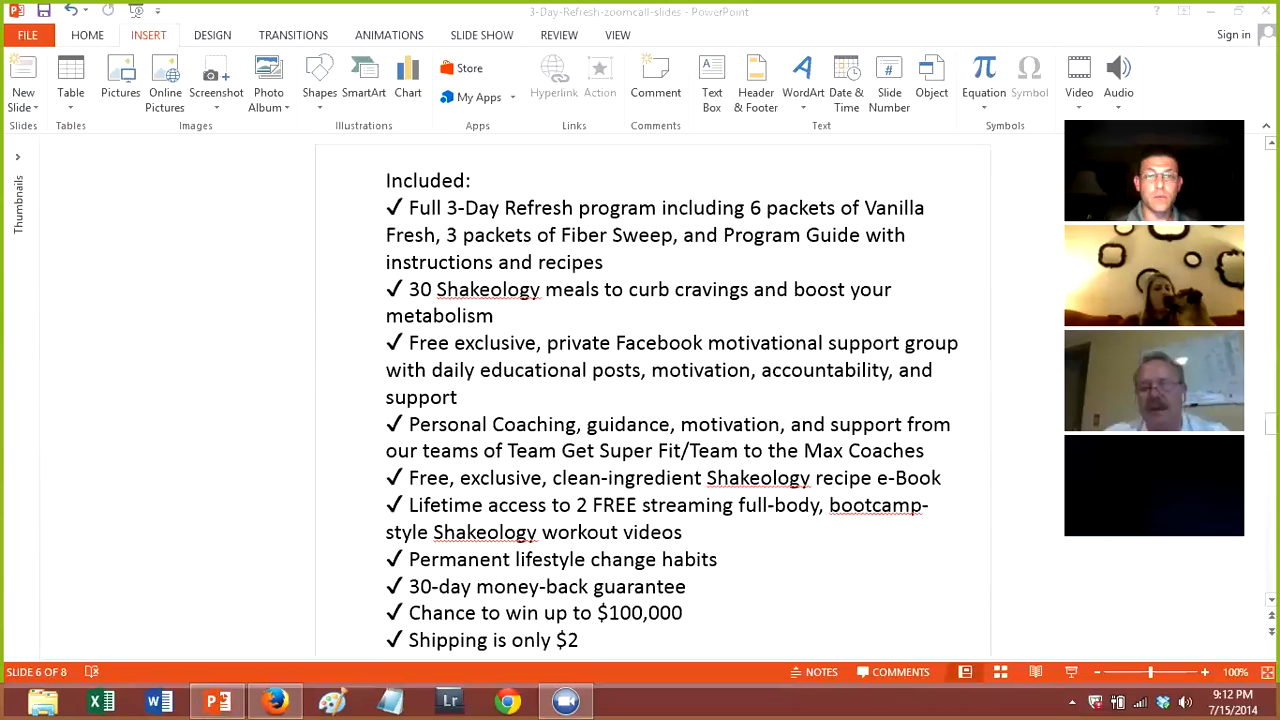 3-Day-Refresh-zoomcall-slides - PowerPoint
FILE HOME INSERT DESIGN TRANSITIONS ANIMATIONS SLIDE SHOW REVIEW VIEW Sign in
New Slide Table Pictures Online Pictures Screenshot Photo Album Shapes SmartArt Chart Store My Apps Hyperlink Action Comment Text Box Header & Footer WordArt Date & Time Slide Number Object Equation Symbol Video Audio
Slides Tables Images Illustrations Apps Links Comments Text Symbols
Thumbnails
Included:
✓ Full 3-Day Refresh program including 6 packets of Vanilla
Fresh, 3 packets of Fiber Sweep, and Program Guide with
instructions and recipes
✓ 30 Shakeology meals to curb cravings and boost your
metabolism
✓ Free exclusive, private Facebook motivational support group
with daily educational posts, motivation, accountability, and
support
✓ Personal Coaching, guidance, motivation, and support from
our teams of Team Get Super Fit/Team to the Max Coaches
✓ Free, exclusive, clean-ingredient Shakeology recipe e-Book
✓ Lifetime access to 2 FREE streaming full-body, bootcamp-
style Shakeology workout videos
✓ Permanent lifestyle change habits
✓ 30-day money-back guarantee
✓ Chance to win up to $100,000
✓ Shipping is only $2
SLIDE 6 OF 8 NOTES COMMENTS 100%
Lr 9:12 PM
7/15/2014